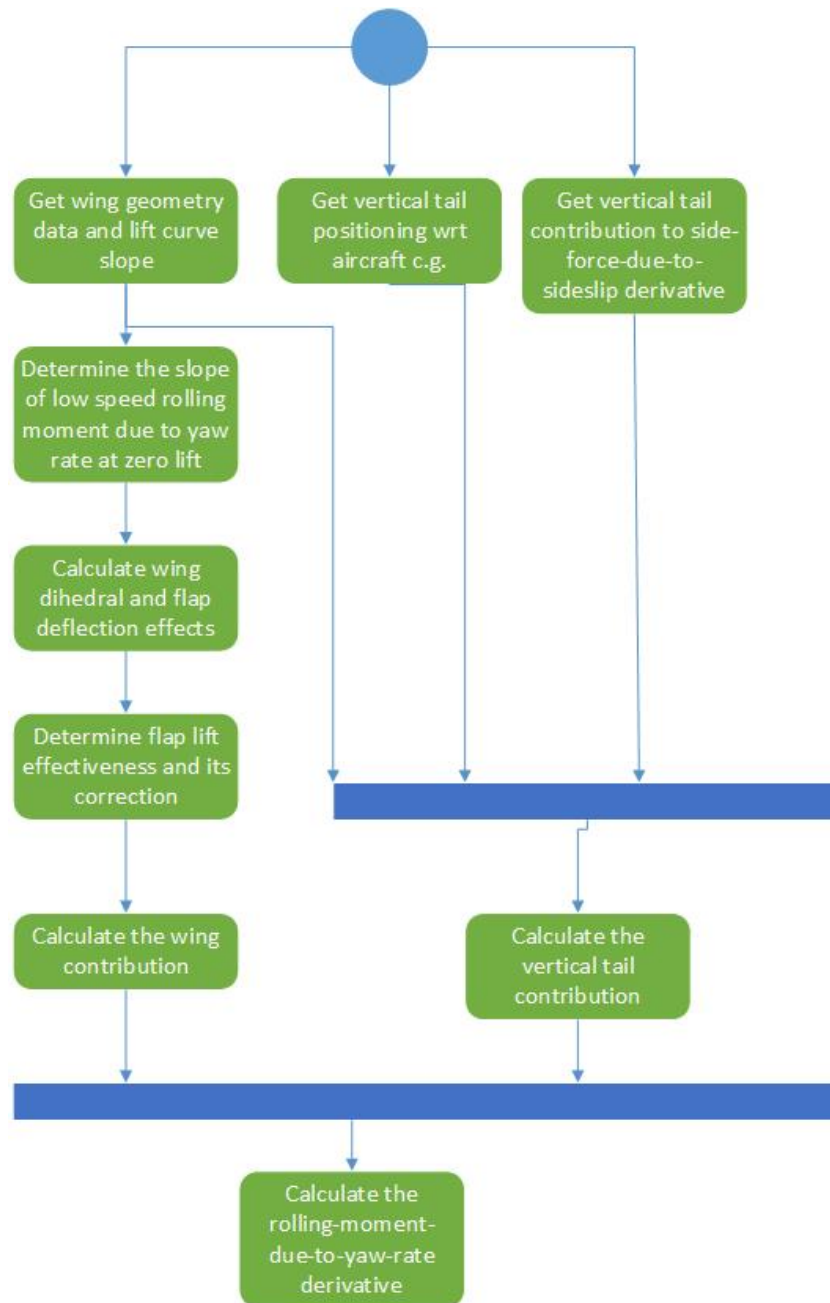 Get wing geometry
data and lift curve
slope
Get vertical tail
positioning wrt
aircraft c.g.
Get vertical tail
contribution to side-
force-due-to-
sideslip derivative
Determine the slope
of low speed rolling
moment due to yaw
rate at zero lift
Calculate wing
dihedral and flap
deflection effects
Determine flap lift
effectiveness and its
correction
Calculate the wing
contribution
Calculate the
vertical tail
contribution
Calculate the
rolling-moment-
due-to-yaw-rate
derivative